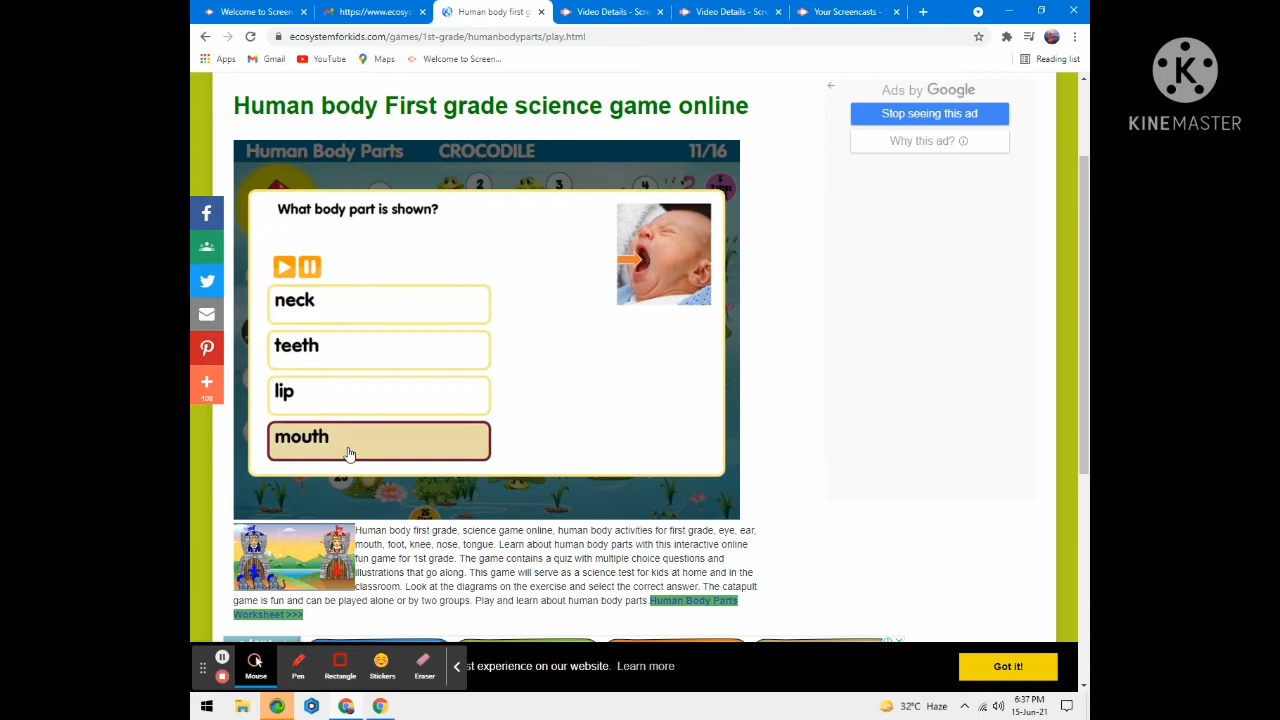 Welcome to Screen
https://www.ecosys
Human body first g
Video Details - Scre
Video Details - Scre
Your Screencasts -
ecosystemforkids.com/games/1st-grade/humanbodyparts/play.html
Apps
Gmail
YouTube
Maps
Welcome to Screen...
Reading list
K
KINEMASTER
Human body First grade science game online
Ads by Google
Stop seeing this ad
Why this ad?
Human Body Parts CROCODILE 11/16
2
3
4
What body part is shown?
neck
teeth
lip
mouth
108
Human body first grade, science game online, human body activities for first grade, eye, ear,
mouth, foot, knee, nose, tongue. Learn about human body parts with this interactive online
fun game for 1st grade. The game contains a quiz with multiple choice questions and
illustrations that go along. This game will serve as a science test for kids at home and in the
classroom. Look at the diagrams on the exercise and select the correct answer. The catapult
game is fun and can be played alone or by two groups. Play and learn about human body parts.Human Body Parts
Worksheet >>>
st experience on our website. Learn more
Got it!
Mouse
Pen
Rectangle
Stickers
Eraser
32°C Haze
6:37 PM
15-Jun-21